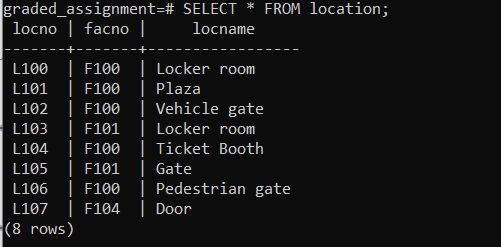 graded_assignment=# SELECT * FROM location;
 locno | facno |     locname
-------+-------+-----------------
 L100  | F100  | Locker room
 L101  | F100  | Plaza
 L102  | F100  | Vehicle gate
 L103  | F101  | Locker room
 L104  | F100  | Ticket Booth
 L105  | F101  | Gate
 L106  | F100  | Pedestrian gate
 L107  | F104  | Door
(8 rows)